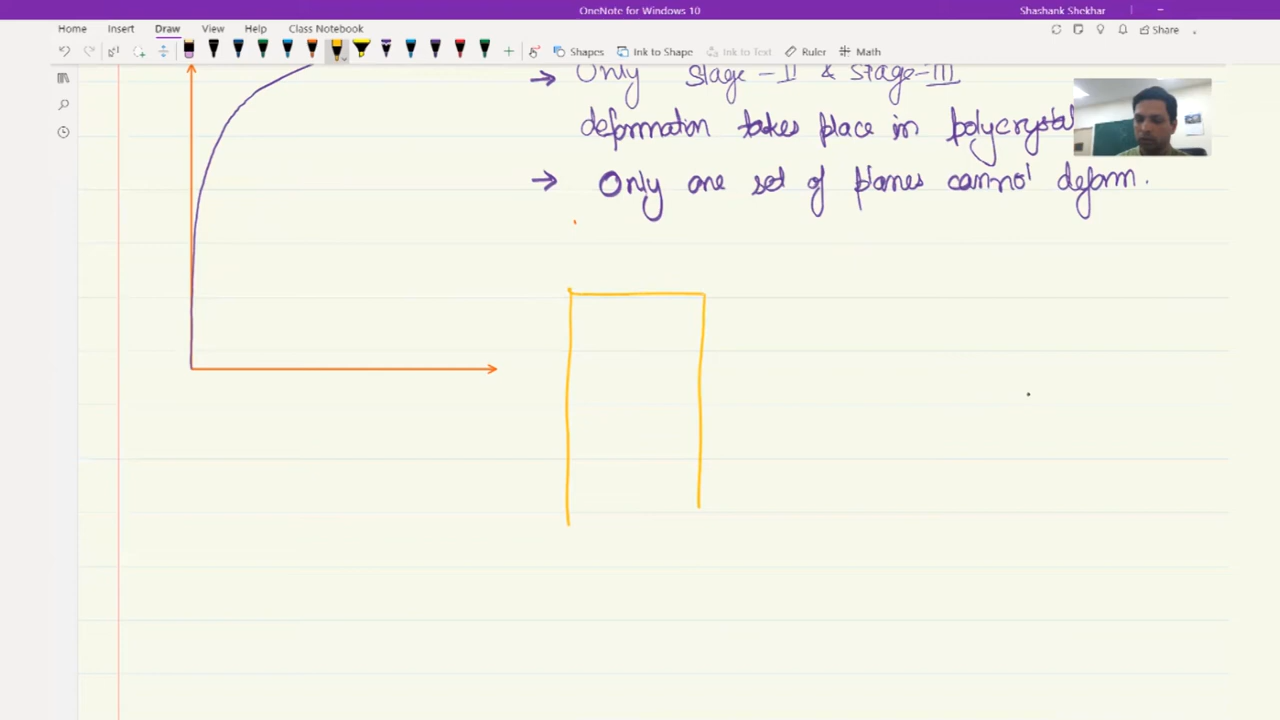 OneNote for Windows 10
Shashank Shekhar
Home Insert Draw View Help Class Notebook
Share
Shapes Ink to Shape Ink to Text Ruler Math
→ Only stage - II & stage - III
deformation takes place in polycrystal
→ Only one set of planes cannot deform.